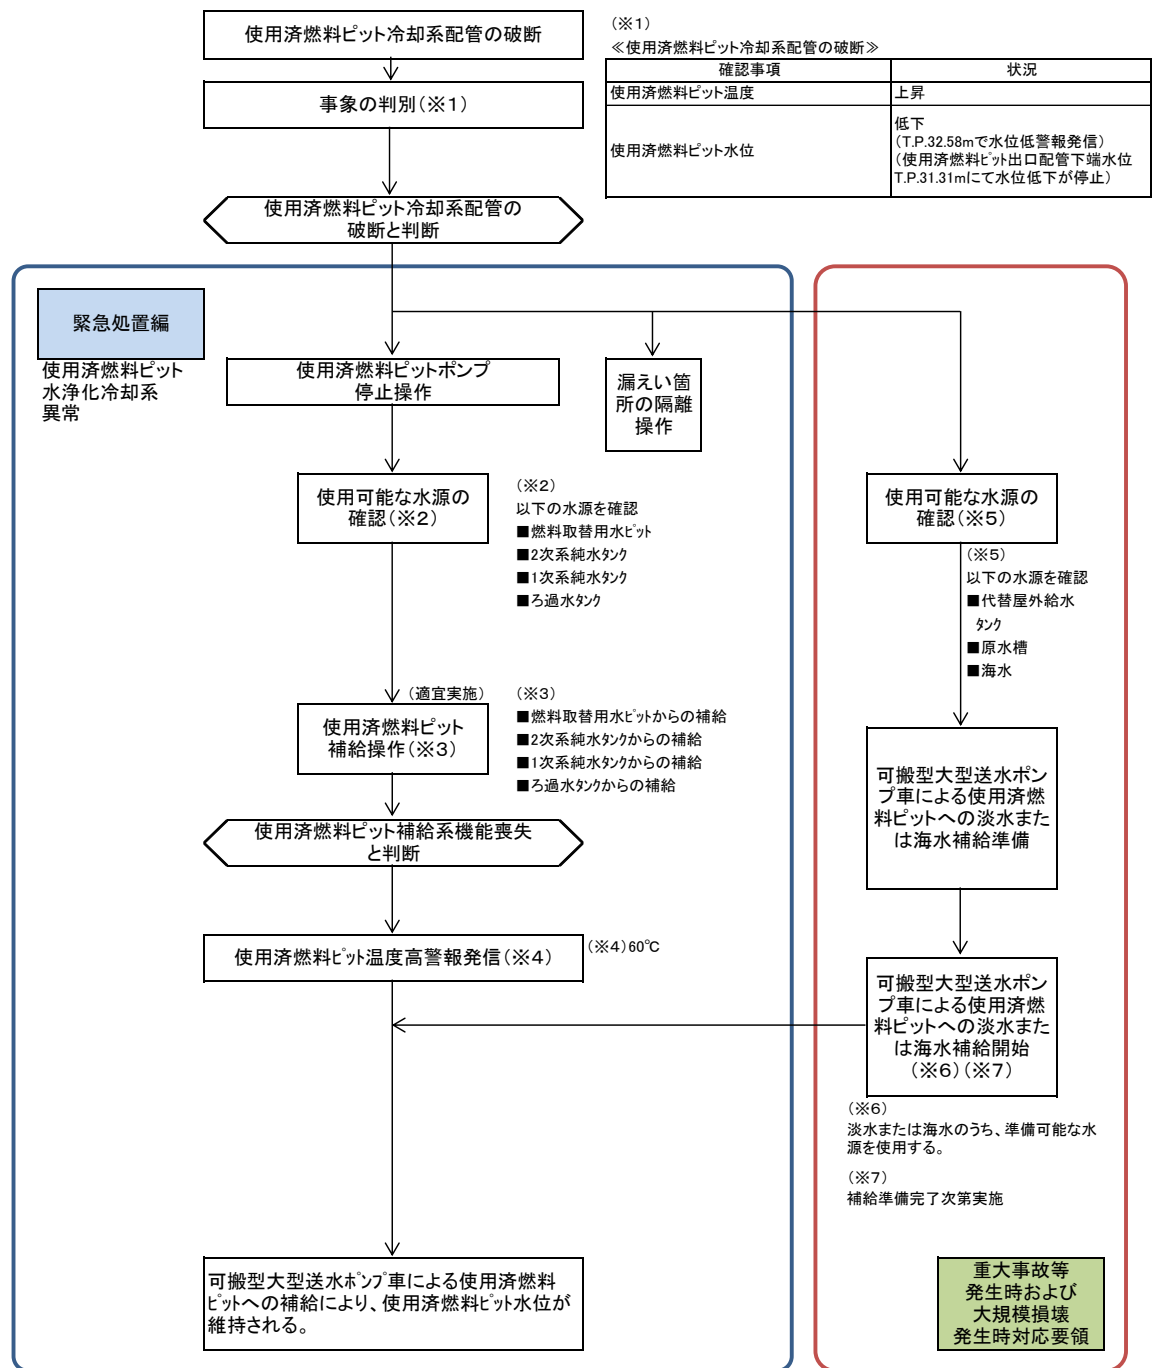 使用済燃料ピット冷却系配管の破断
事象の判別(※1)
使用済燃料ピット冷却系配管の
破断と判断
(※1)
≪使用済燃料ピット冷却系配管の破断≫
確認事項 状況
使用済燃料ピット温度 上昇
使用済燃料ピット水位
低下
(T.P.32.58mで水位低警報発信)
(使用済燃料ピット出口配管下端水位
T.P.31.31mにて水位低下が停止)
緊急処置編
使用済燃料ピット
水浄化冷却系
異常
使用済燃料ピットポンプ
停止操作
漏えい箇
所の隔離
操作
使用可能な水源の
確認(※2)
(※2)
以下の水源を確認
■燃料取替用水ピット
■2次系純水タンク
■1次系純水タンク
■ろ過水タンク
(適宜実施)
使用済燃料ピット
補給操作(※3)
(※3)
■燃料取替用水ピットからの補給
■2次系純水タンクからの補給
■1次系純水タンクからの補給
■ろ過水タンクからの補給
使用済燃料ピット補給系機能喪失
と判断
使用済燃料ピット温度高警報発信(※4)
(※4)60℃
可搬型大型送水ポンプ車による使用済燃料
ピットへの補給により、使用済燃料ピット水位が
維持される。
使用可能な水源の
確認(※5)
(※5)
以下の水源を確認
■代替屋外給水
タンク
■原水槽
■海水
可搬型大型送水ポン
プ車による使用済燃
料ピットへの淡水また
は海水補給準備
可搬型大型送水ポン
プ車による使用済燃
料ピットへの淡水また
は海水補給開始
(※6)(※7)
(※6)
淡水または海水のうち、準備可能な水
源を使用する。
(※7)
補給準備完了次第実施
重大事故等
発生時および
大規模損壊
発生時対応要領